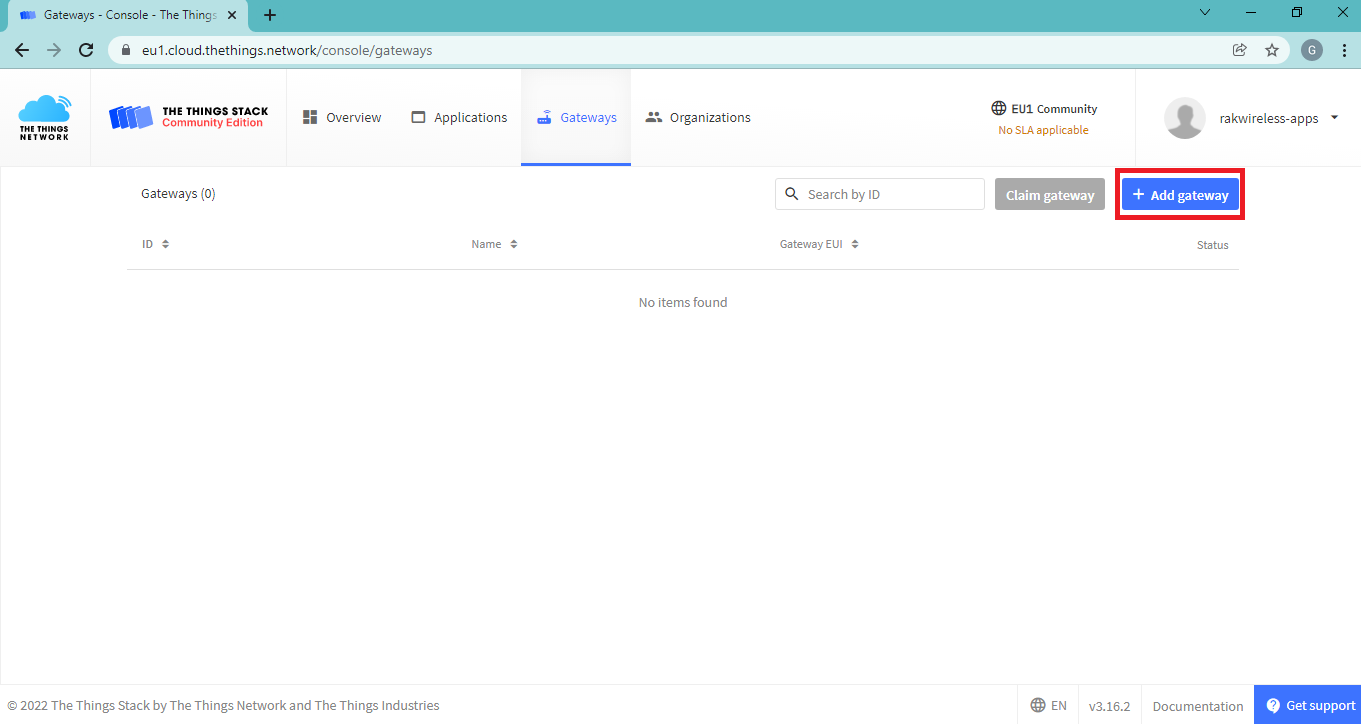 Gateways - Console - The Things
eu1.cloud.thethings.network/console/gateways
G
THE THINGS
NETWORK
THE THINGS STACK
Community Edition
Overview
Applications
Gateways
Organizations
EU1 Community
No SLA applicable
rakwireless-apps
Gateways (0)
Search by ID
Claim gateway
+ Add gateway
ID
Name
Gateway EUI
Status
No items found
© 2022 The Things Stack by The Things Network and The Things Industries
EN
v3.16.2
Documentation
Get support